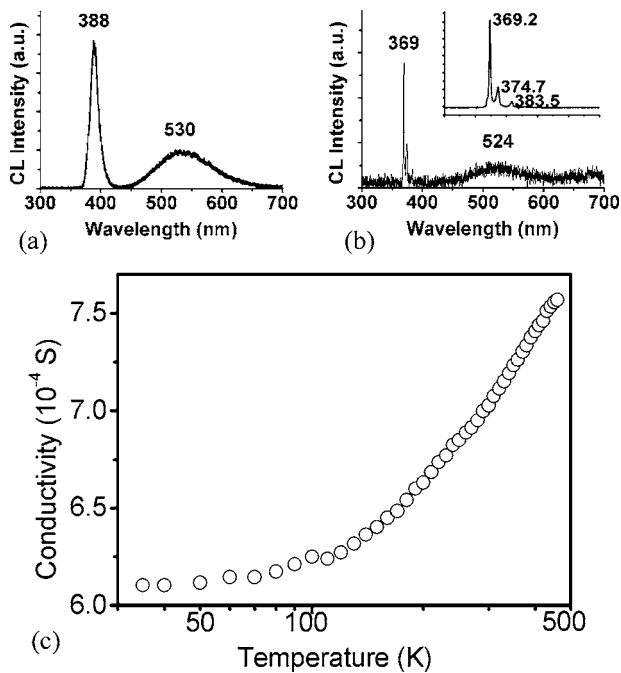 388
530
CL Intensity (a.u.)
300 400 500 600 700
Wavelength (nm)
(a)
369
369.2
374.7
383.5
524
CL Intensity (a.u.)
300 400 500 600 700
Wavelength (nm)
(b)
7.5
7.0
6.5
6.0
Conductivity (10⁻⁴ S)
50 100 500
Temperature (K)
(c)